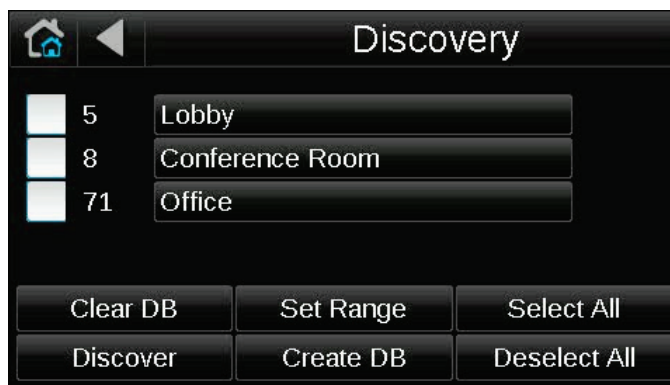 Discovery
5 Lobby
8 Conference Room
71 Office
Clear DB Set Range Select All
Discover Create DB Deselect All